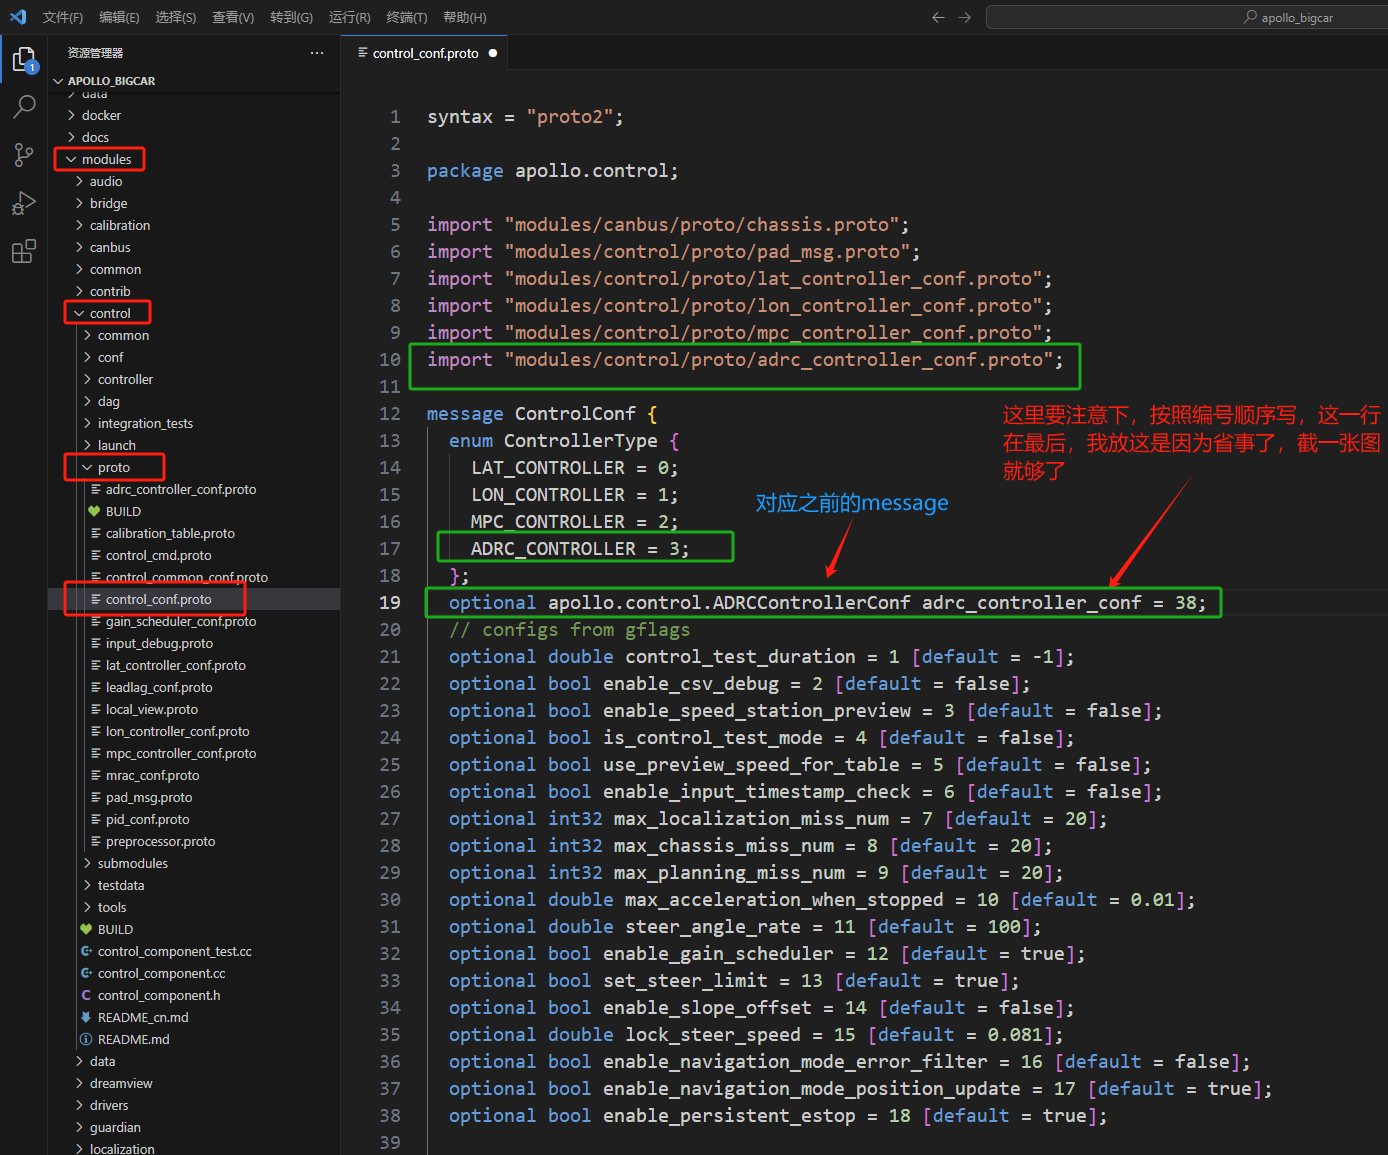 文件(F) 编辑(E) 选择(S) 查看(V) 转到(G) 运行(R) 终端(T) 帮助(H)
apollo_bigcar
资源管理器
1
APOLLO_BIGCAR
data
docker
docs
modules
audio
bridge
calibration
canbus
common
contrib
control
common
conf
controller
dag
integration_tests
launch
proto
adrc_controller_conf.proto
BUILD
calibration_table.proto
control_cmd.proto
control_common_conf.proto
control_conf.proto
gain_scheduler_conf.proto
input_debug.proto
lat_controller_conf.proto
leadlag_conf.proto
local_view.proto
lon_controller_conf.proto
mpc_controller_conf.proto
mrac_conf.proto
pad_msg.proto
pid_conf.proto
preprocessor.proto
submodules
testdata
tools
BUILD
control_component_test.cc
control_component.cc
control_component.h
README_cn.md
README.md
data
dreamview
drivers
guardian
localization
control_conf.proto
1 syntax = "proto2";
2
3 package apollo.control;
4
5 import "modules/canbus/proto/chassis.proto";
6 import "modules/control/proto/pad_msg.proto";
7 import "modules/control/proto/lat_controller_conf.proto";
8 import "modules/control/proto/lon_controller_conf.proto";
9 import "modules/control/proto/mpc_controller_conf.proto";
10 import "modules/control/proto/adrc_controller_conf.proto";
11
12 message ControlConf {
13 enum ControllerType {
14 LAT_CONTROLLER = 0;
15 LON_CONTROLLER = 1;
16 MPC_CONTROLLER = 2;
17 ADRC_CONTROLLER = 3;
18 };
19 optional apollo.control.ADRCControllerConf adrc_controller_conf = 38;
20 // configs from gflags
21 optional double control_test_duration = 1 [default = -1];
22 optional bool enable_csv_debug = 2 [default = false];
23 optional bool enable_speed_station_preview = 3 [default = false];
24 optional bool is_control_test_mode = 4 [default = false];
25 optional bool use_preview_speed_for_table = 5 [default = false];
26 optional bool enable_input_timestamp_check = 6 [default = false];
27 optional int32 max_localization_miss_num = 7 [default = 20];
28 optional int32 max_chassis_miss_num = 8 [default = 20];
29 optional int32 max_planning_miss_num = 9 [default = 20];
30 optional double max_acceleration_when_stopped = 10 [default = 0.01];
31 optional double steer_angle_rate = 11 [default = 100];
32 optional bool enable_gain_scheduler = 12 [default = true];
33 optional bool set_steer_limit = 13 [default = true];
34 optional bool enable_slope_offset = 14 [default = false];
35 optional double lock_steer_speed = 15 [default = 0.081];
36 optional bool enable_navigation_mode_error_filter = 16 [default = false];
37 optional bool enable_navigation_mode_position_update = 17 [default = true];
38 optional bool enable_persistent_estop = 18 [default = true];
39
这里要注意下，按照编号顺序写，这一行
在最后，我放这是因为省事了，截一张图
就够了
对应之前的message